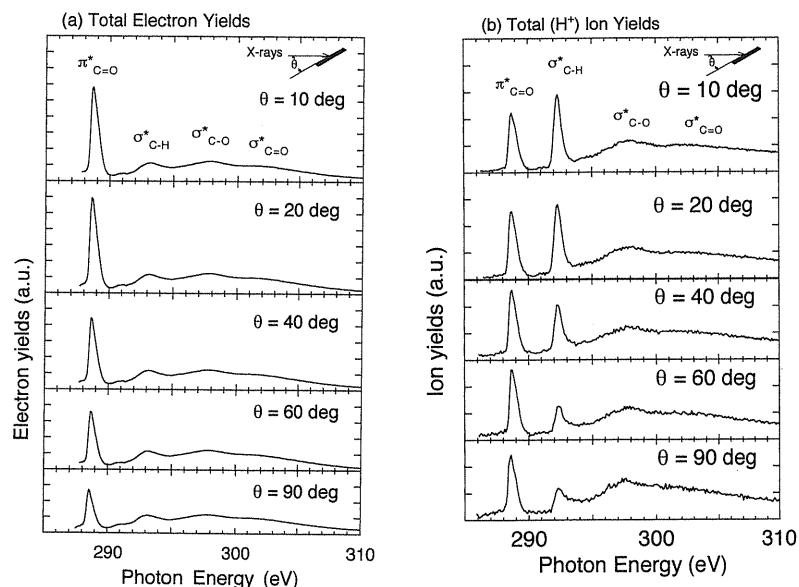 (a) Total Electron Yields
X-rays
θ
π*C=O
σ*C-H
σ*C-O
σ*C=O
θ = 10 deg
θ = 20 deg
θ = 40 deg
θ = 60 deg
θ = 90 deg
Electron yields (a.u.)
290 300 310
Photon Energy (eV)
(b) Total (H+) Ion Yields
X-rays
θ
π*C=O
σ*C-H
σ*C-O
σ*C=O
θ = 10 deg
θ = 20 deg
θ = 40 deg
θ = 60 deg
θ = 90 deg
Ion yields (a.u.)
290 300 310
Photon Energy (eV)